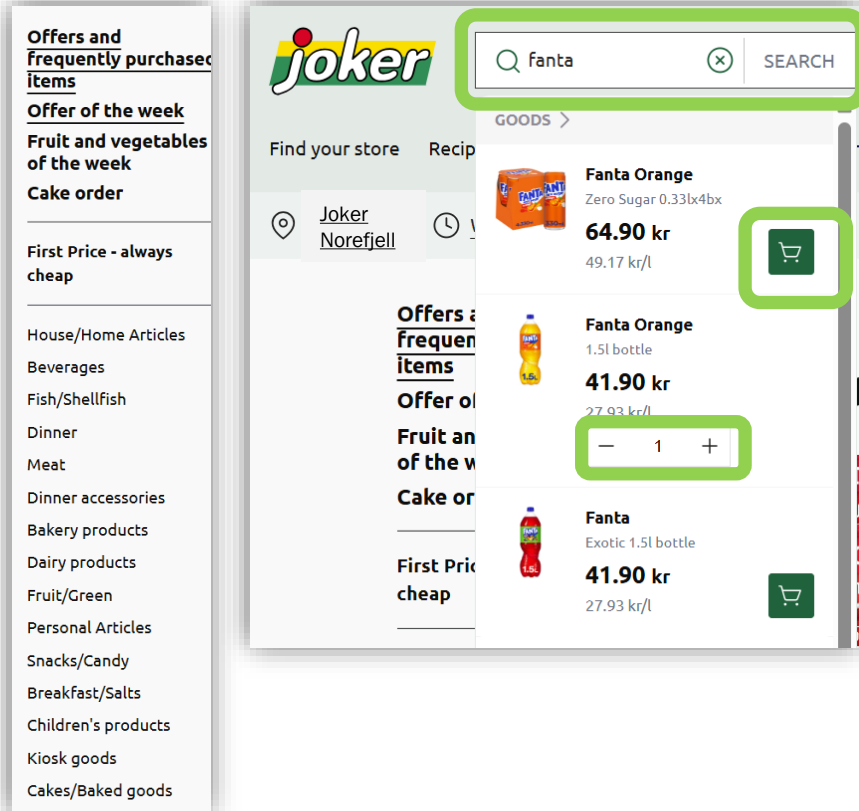 Offers and
frequently purchased
items
Offer of the week
Fruit and vegetables
of the week
Cake order
First Price - always
cheap
House/Home Articles
Beverages
Fish/Shellfish
Dinner
Meat
Dinner accessories
Bakery products
Dairy products
Fruit/Green
Personal Articles
Snacks/Candy
Breakfast/Salts
Children's products
Kiosk goods
Cakes/Baked goods
joker
fanta
SEARCH
GOODS
Find your store Recip
Joker
Norefjell
Fanta Orange
Zero Sugar 0.33lx4bx
64.90 kr
49.17 kr/l
Fanta Orange
1.5l bottle
41.90 kr
27.93 kr/l
1
Fanta
Exotic 1.5l bottle
41.90 kr
27.93 kr/l
Offers a
frequen
items
Offer of
Fruit an
of the w
Cake or
First Pric
cheap